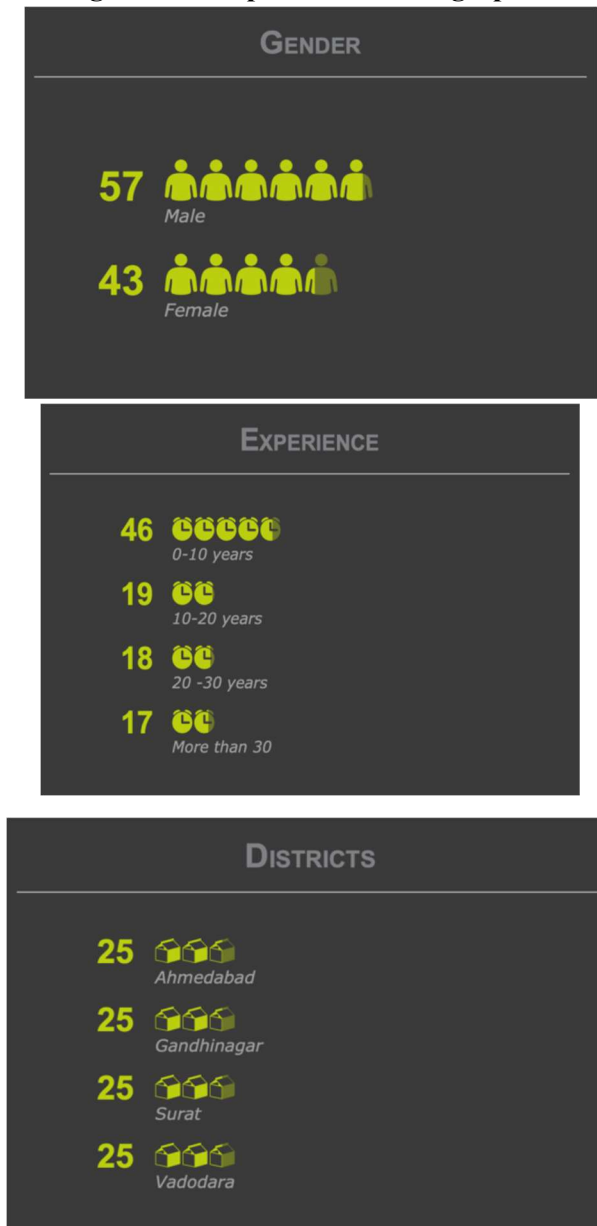 GENDER
57
Male
43
Female
EXPERIENCE
46
0-10 years
19
10-20 years
18
20 -30 years
17
More than 30
DISTRICTS
25
Ahmedabad
25
Gandhinagar
25
Surat
25
Vadodara